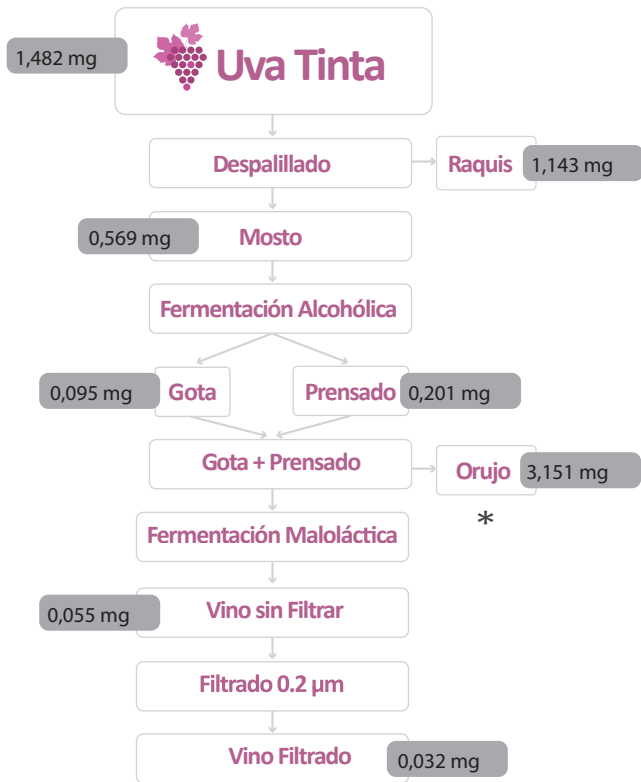 1,482 mg
Uva Tinta
Despalillado
Raquis
1,143 mg
0,569 mg
Mosto
Fermentación Alcohólica
0,095 mg
Gota
Prensado
0,201 mg
Gota + Prensado
Orujo
3,151 mg
*
Fermentación Maloláctica
0,055 mg
Vino sin Filtrar
Filtrado 0.2 µm
Vino Filtrado
0,032 mg